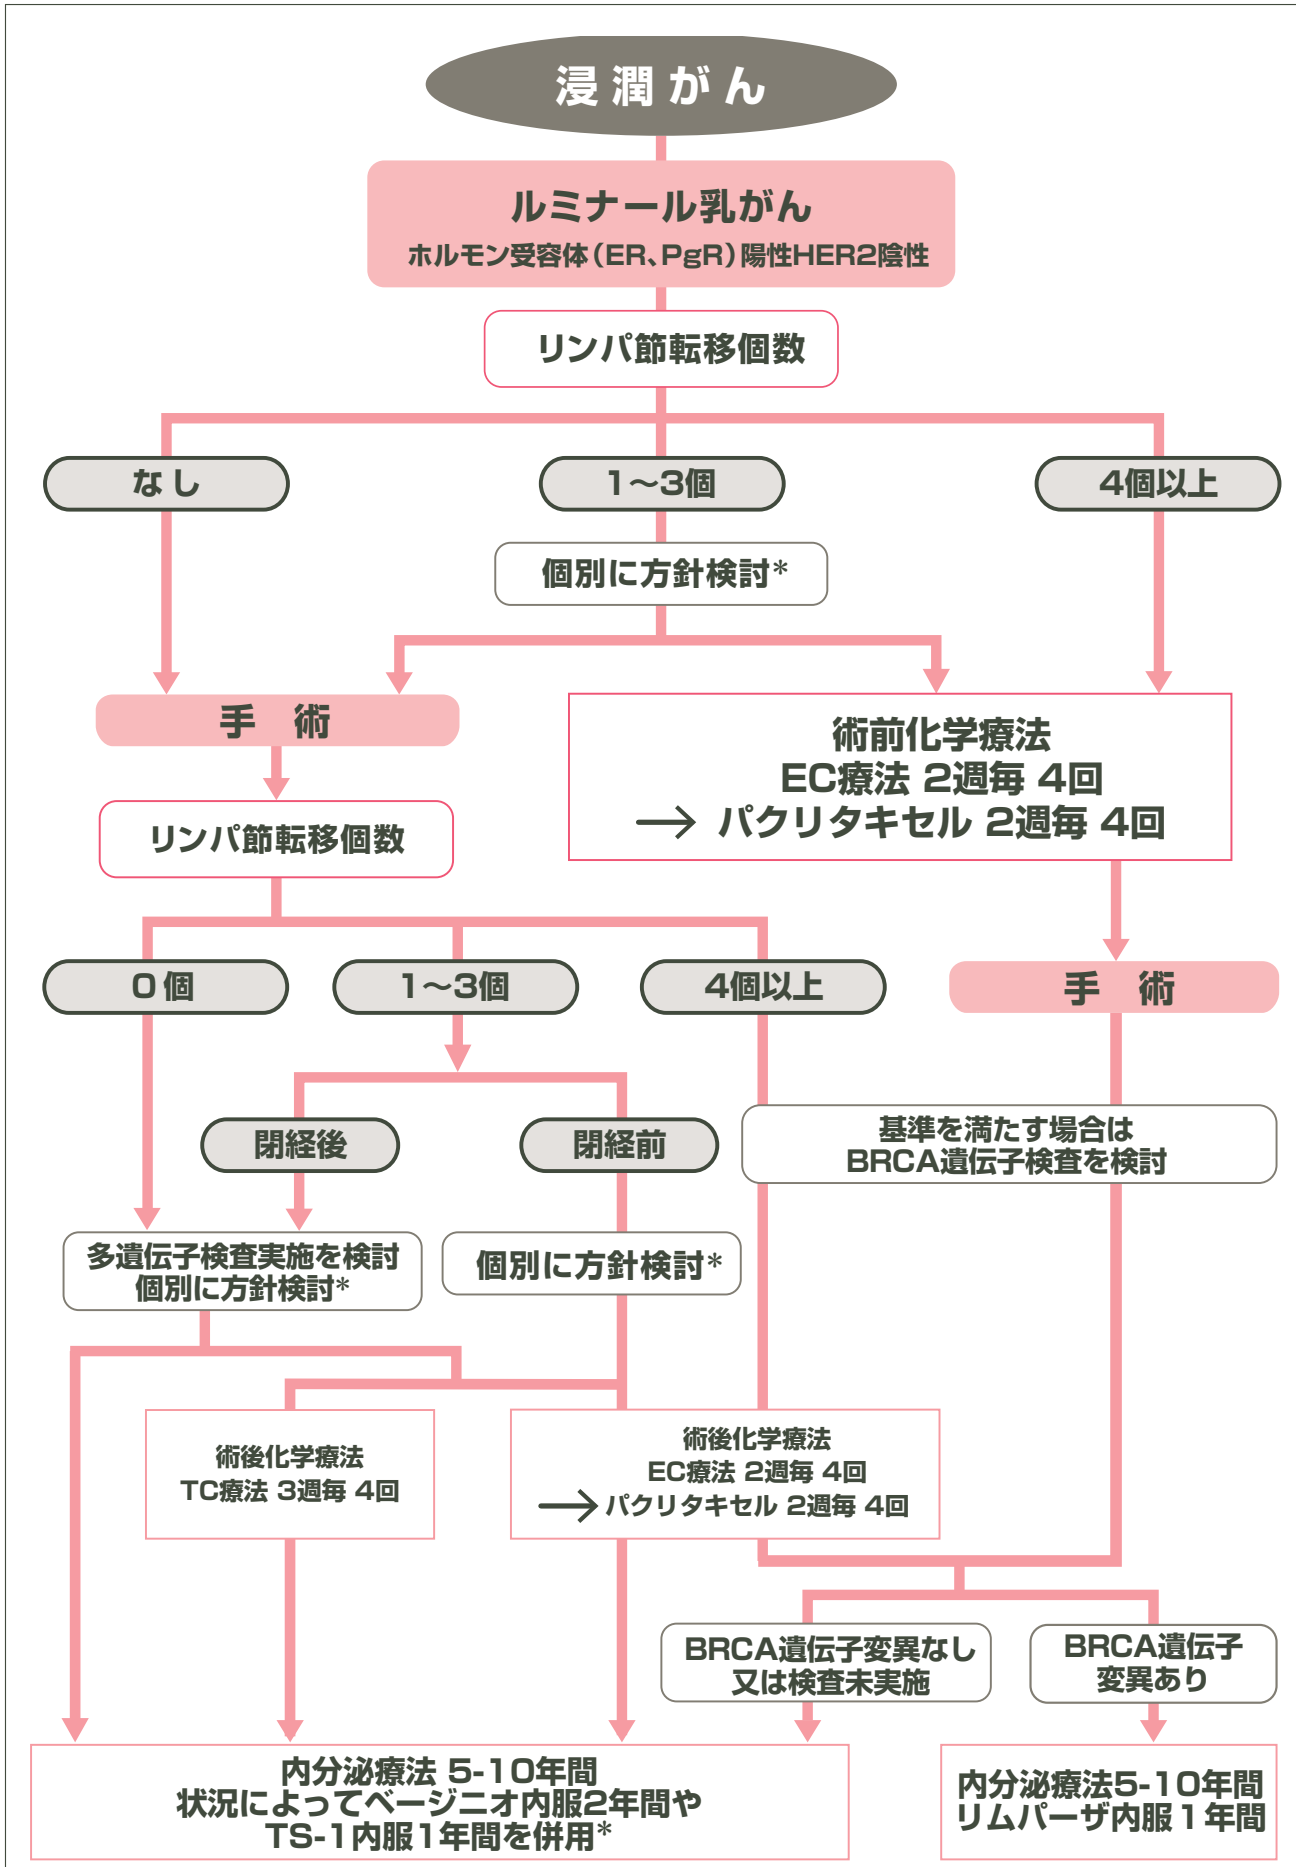 浸潤がん
ルミナール乳がん
ホルモン受容体（ER、PgR）陽性HER2陰性
リンパ節転移個数
なし
1〜3個
4個以上
個別に方針検討*
手　術
術前化学療法
EC療法 2週毎 4回
→ パクリタキセル 2週毎 4回
リンパ節転移個数
0個
1〜3個
4個以上
手　術
閉経後
閉経前
基準を満たす場合は
BRCA遺伝子検査を検討
多遺伝子検査実施を検討
個別に方針検討*
個別に方針検討*
術後化学療法
TC療法 3週毎 4回
術後化学療法
EC療法 2週毎 4回
→ パクリタキセル 2週毎 4回
BRCA遺伝子変異なし
又は検査未実施
BRCA遺伝子
変異あり
内分泌療法 5-10年間
状況によってベージニオ内服2年間や
TS-1内服1年間を併用*
内分泌療法5-10年間
リムパーザ内服1年間